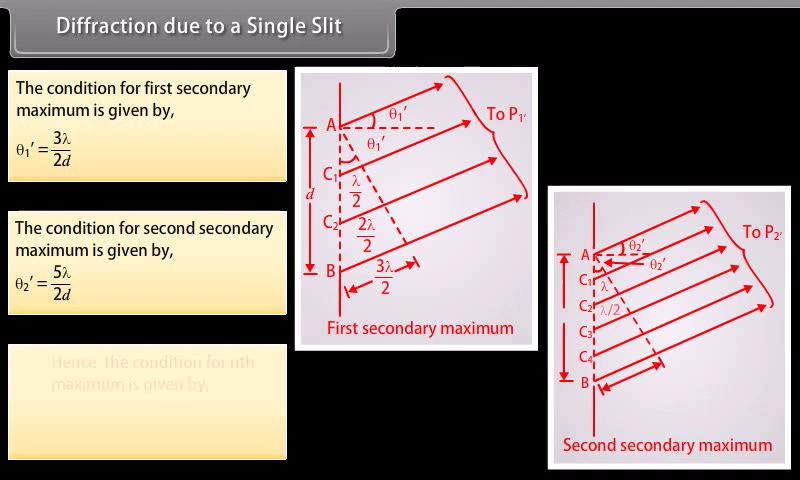 Diffraction due to a Single Slit
The condition for first secondary
maximum is given by,
θ₁′ = 3λ/2d
The condition for second secondary
maximum is given by,
θ₂′ = 5λ/2d
Hence the condition for nth
maximum is given by,
A
θ₁′
To P₁′
θ₁′
C₁
λ/2
d
C₂
2λ/2
B
3λ/2
First secondary maximum
A
θ₂′
To P₂′
θ₂′
C₁
λ
C₂
λ/2
C₃
C₄
B
Second secondary maximum